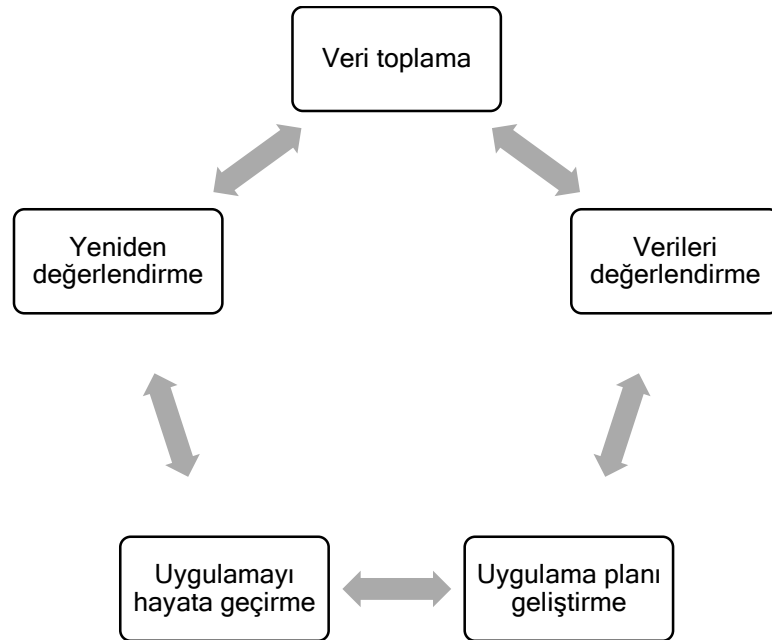 Veri toplama
Verileri
değerlendirme
Uygulama planı
geliştirme
Uygulamayı
hayata geçirme
Yeniden
değerlendirme